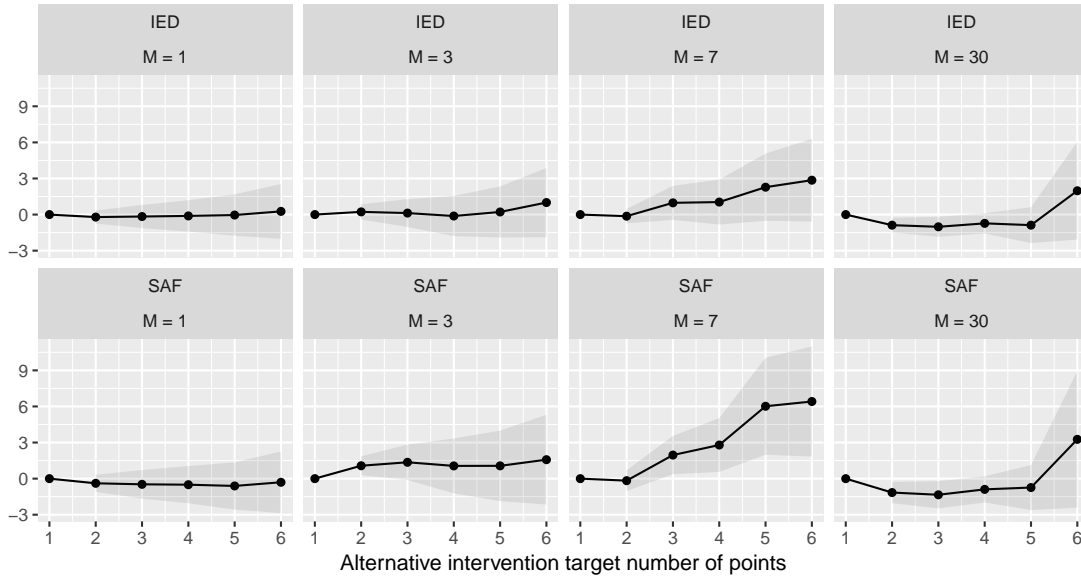 IED IED IED IED
M = 1 M = 3 M = 7 M = 30
9
6
3
0
−3
SAF SAF SAF SAF
M = 1 M = 3 M = 7 M = 30
9
6
3
0
−3
1 2 3 4 5 6 1 2 3 4 5 6 1 2 3 4 5 6 1 2 3 4 5 6
Alternative intervention target number of points